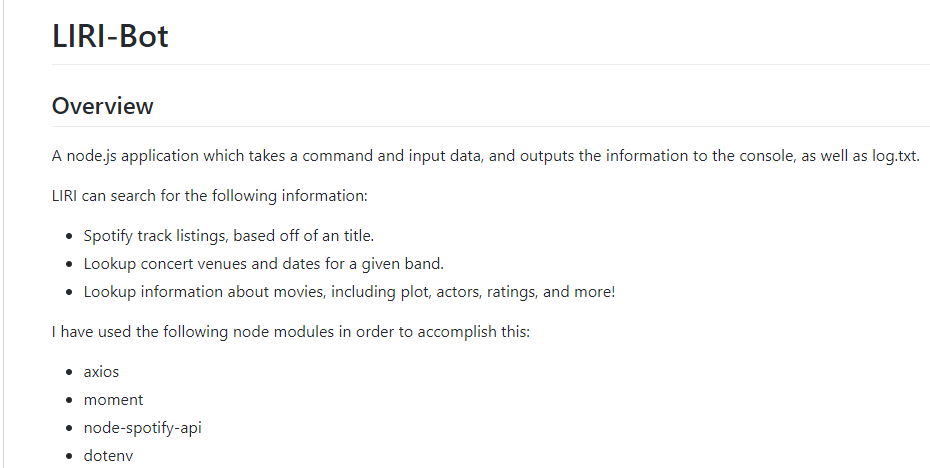 LIRI-Bot
Overview
A node.js application which takes a command and input data, and outputs the information to the console, as well as log.txt.
LIRI can search for the following information:
Spotify track listings, based off of an title.
Lookup concert venues and dates for a given band.
Lookup information about movies, including plot, actors, ratings, and more!
I have used the following node modules in order to accomplish this:
axios
moment
node-spotify-api
dotenv